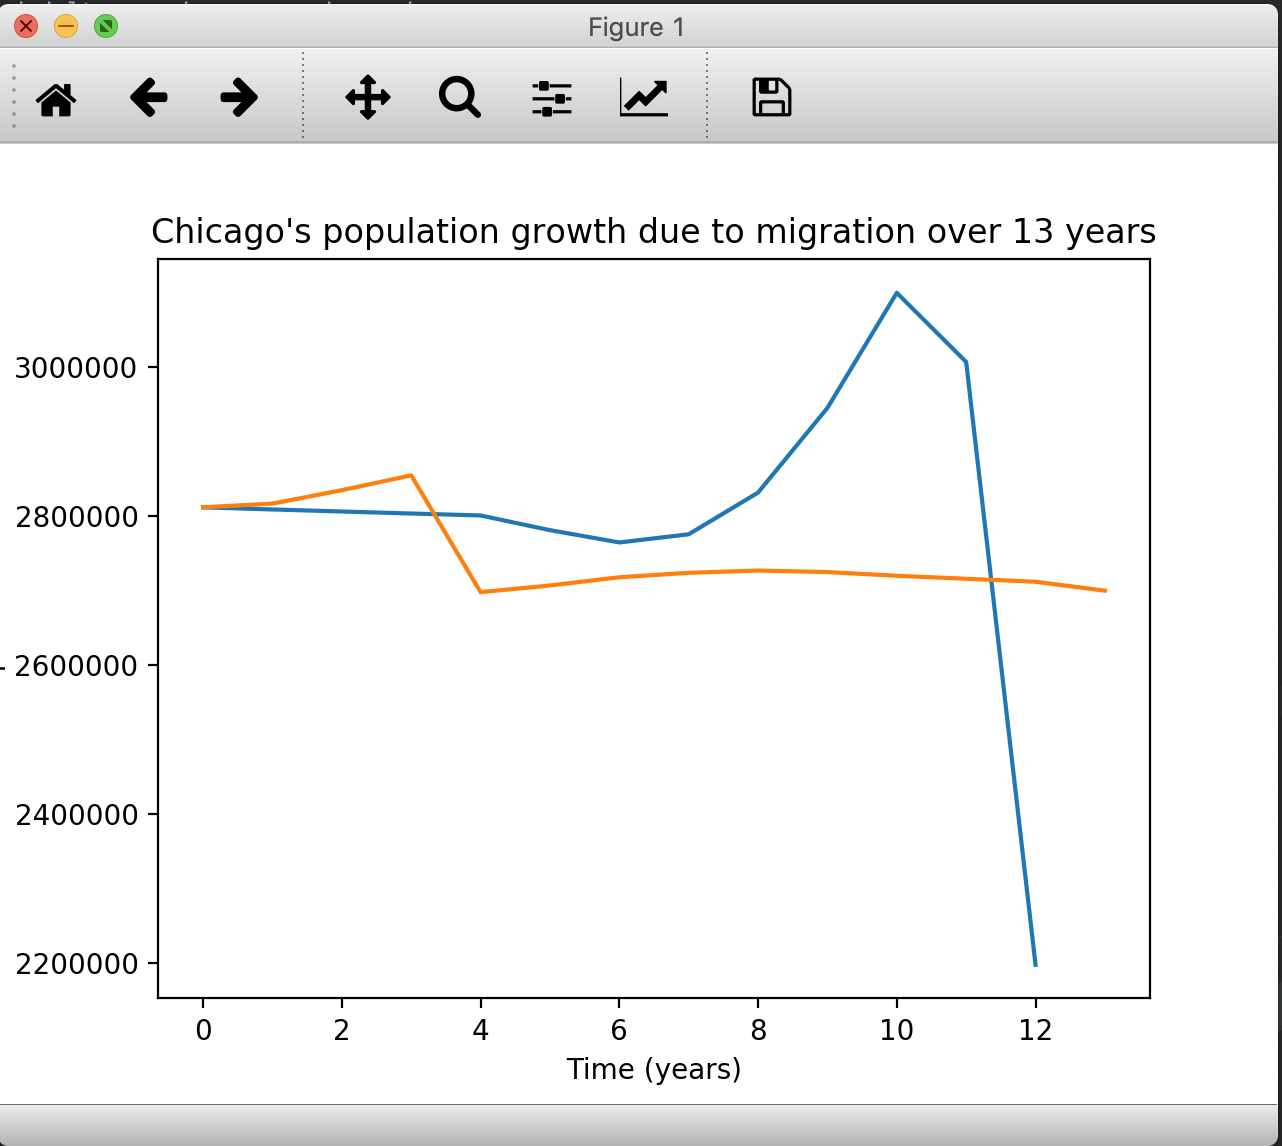 Figure 1
Chicago's population growth due to migration over 13 years
3000000
2800000
2600000
2400000
2200000
0 2 4 6 8 10 12
Time (years)